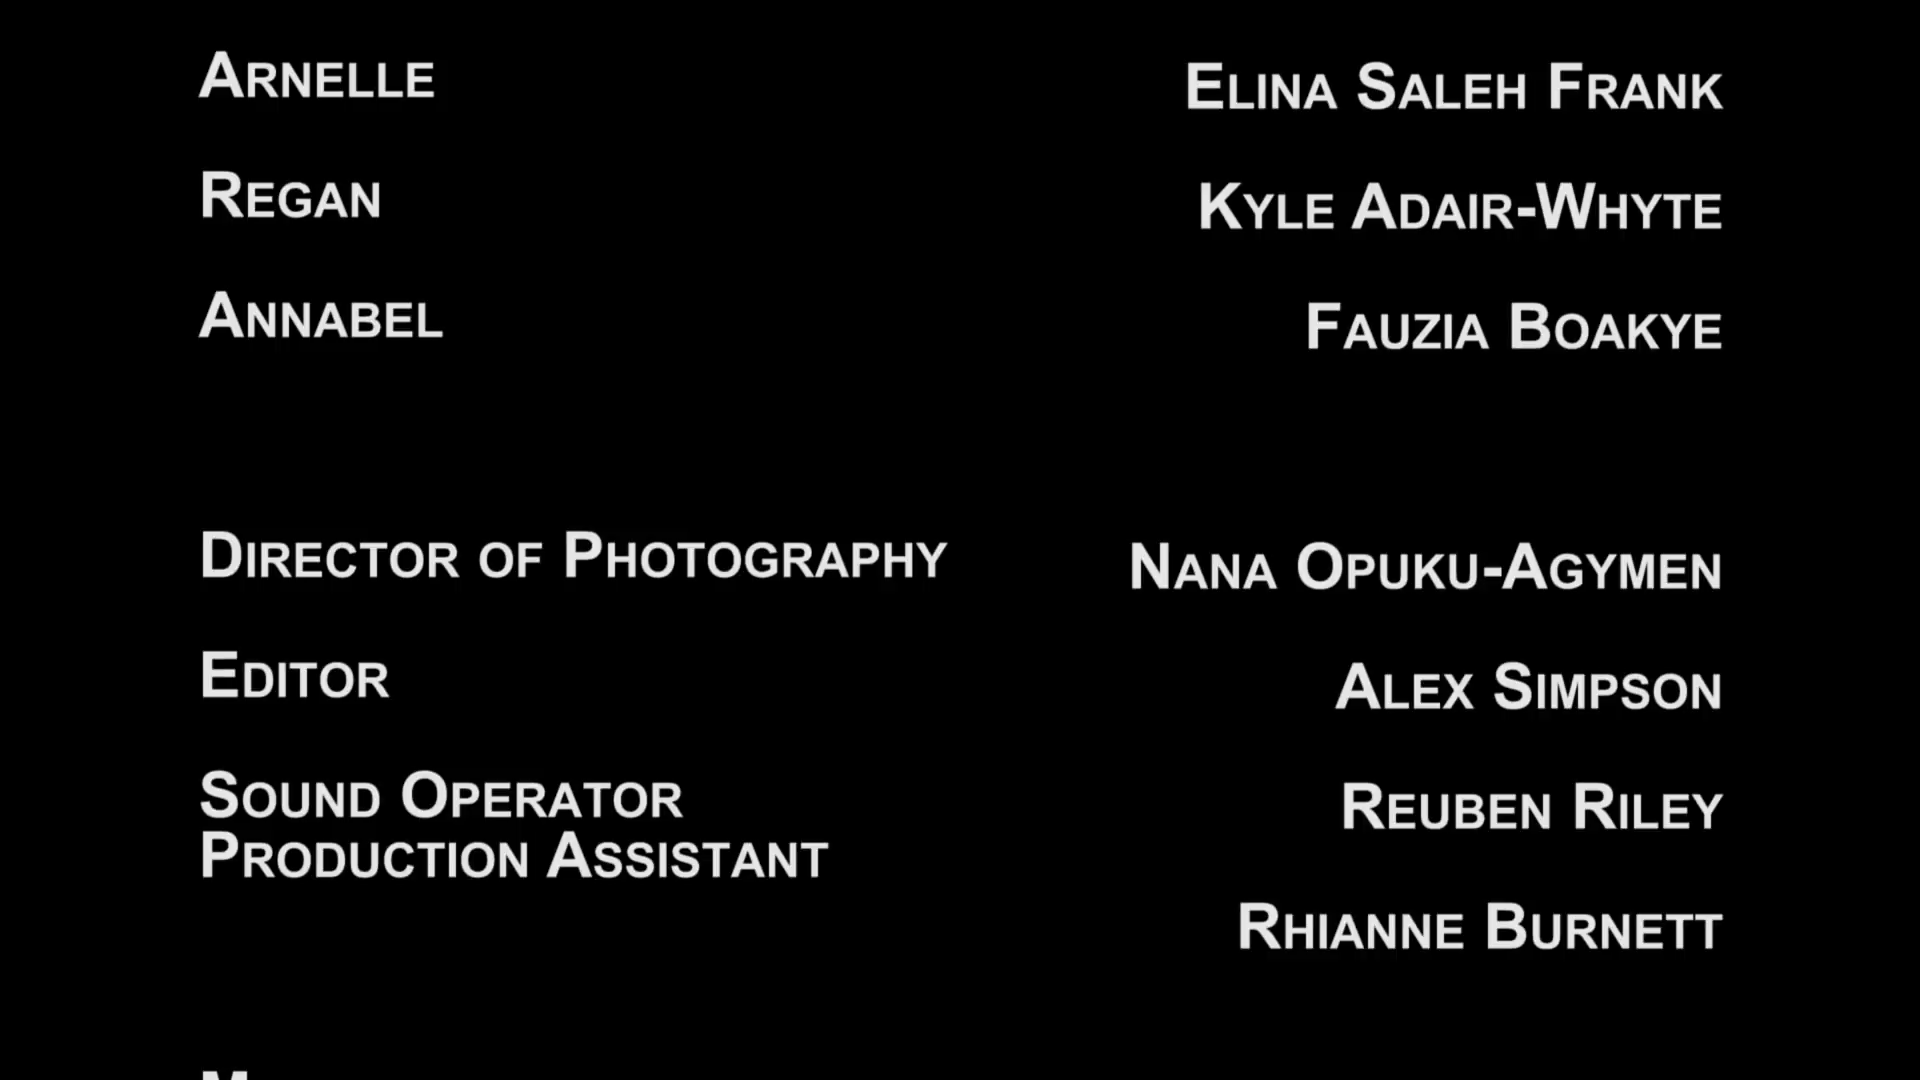 Arnelle Elina Saleh Frank
Regan Kyle Adair-Whyte
Annabel Fauzia Boakye
Director of Photography Nana Opuku-Agymen
Editor Alex Simpson
Sound Operator Reuben Riley
Production Assistant
Rhianne Burnett